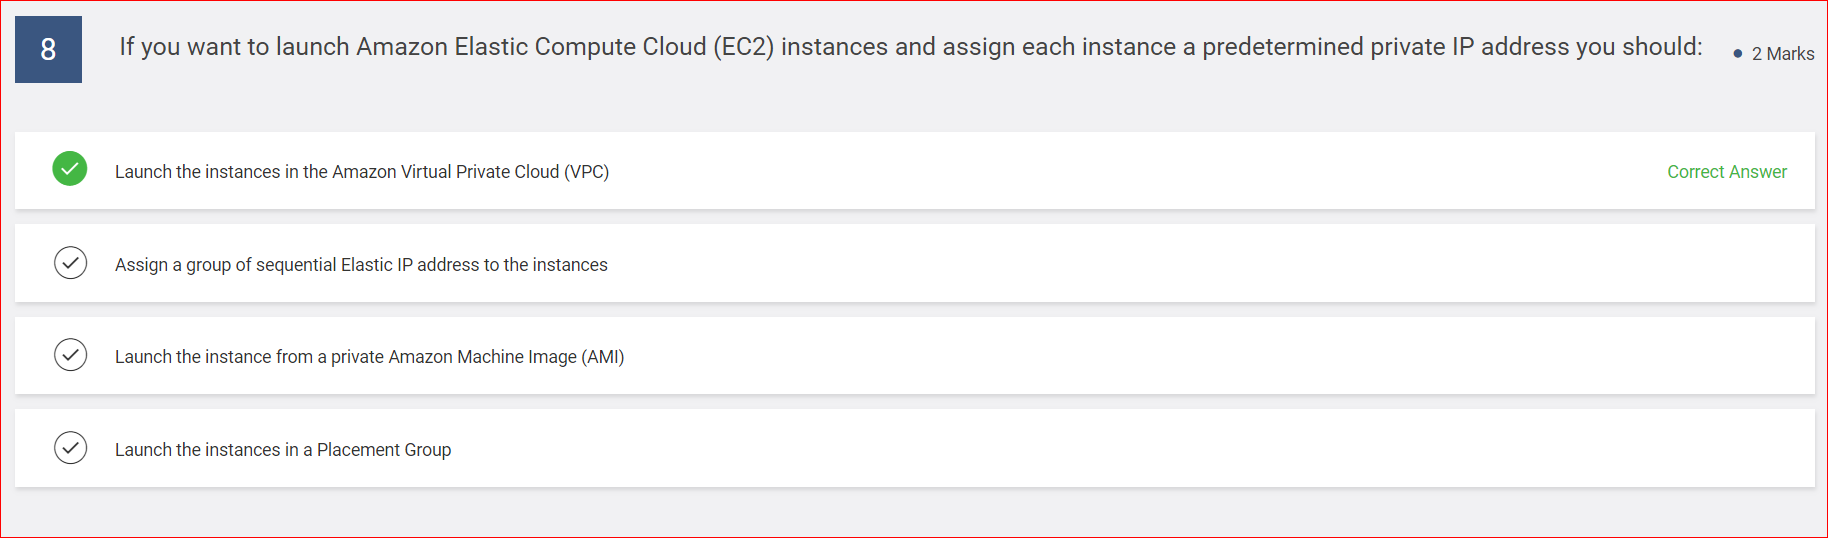 8
If you want to launch Amazon Elastic Compute Cloud (EC2) instances and assign each instance a predetermined private IP address you should:
2 Marks
Launch the instances in the Amazon Virtual Private Cloud (VPC)
Correct Answer
Assign a group of sequential Elastic IP address to the instances
Launch the instance from a private Amazon Machine Image (AMI)
Launch the instances in a Placement Group